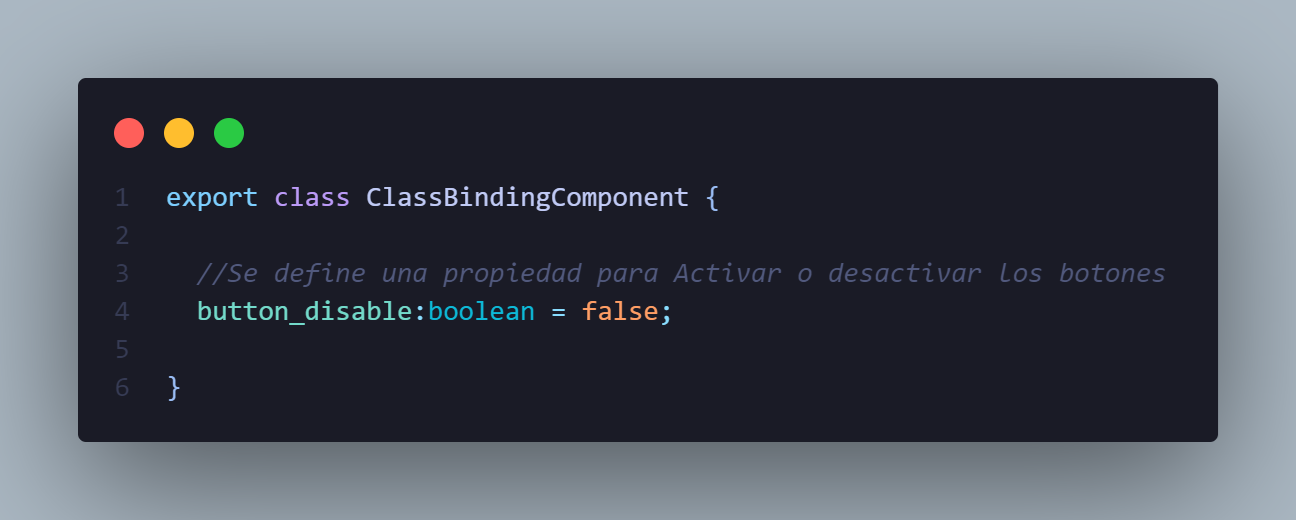 1 export class ClassBindingComponent {
2
3 //Se define una propiedad para Activar o desactivar los botones
4 button_disable:boolean = false;
5
6 }